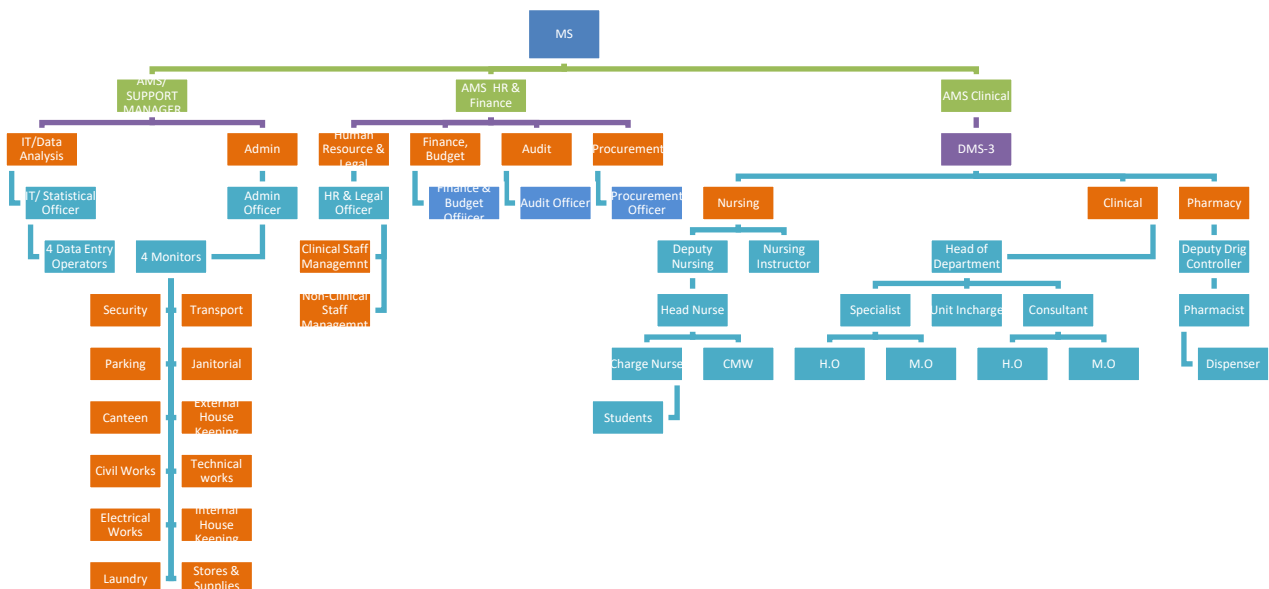 MS
AMS/
SUPPORT
MANAGER
AMS HR &
Finance
AMS Clinical
IT/Data
Analysis
Admin
Human
Resource &
Legal
Finance,
Budget
Audit
Procurement
DMS-3
IT/ Statistical
Officer
Admin
Officer
HR & Legal
Officer
Finance &
Budget
Offiicer
Audit Officer
Procurement
Officer
Nursing
Clinical
Pharmacy
4 Data Entry
Operators
4 Monitors
Clinical Staff
Managemnt
Deputy
Nursing
Nursing
Instructor
Head of
Department
Deputy Drig
Controller
Security
Transport
Non-Clinical
Staff
Managemnt
Head Nurse
Specialist
Unit Incharge
Consultant
Pharmacist
Parking
Janitorial
Charge Nurse
CMW
H.O
M.O
H.O
M.O
Dispenser
Canteen
External
House
Keeping
Students
Civil Works
Technical
works
Electrical
Works
Internal
House
Keeping
Laundry
Stores &
Supplies